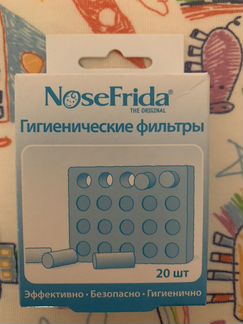 NoseFrida®
THE ORIGINAL
Гигиенические фильтры
20 шт
Эффективно • Безопасно • Гигиенично